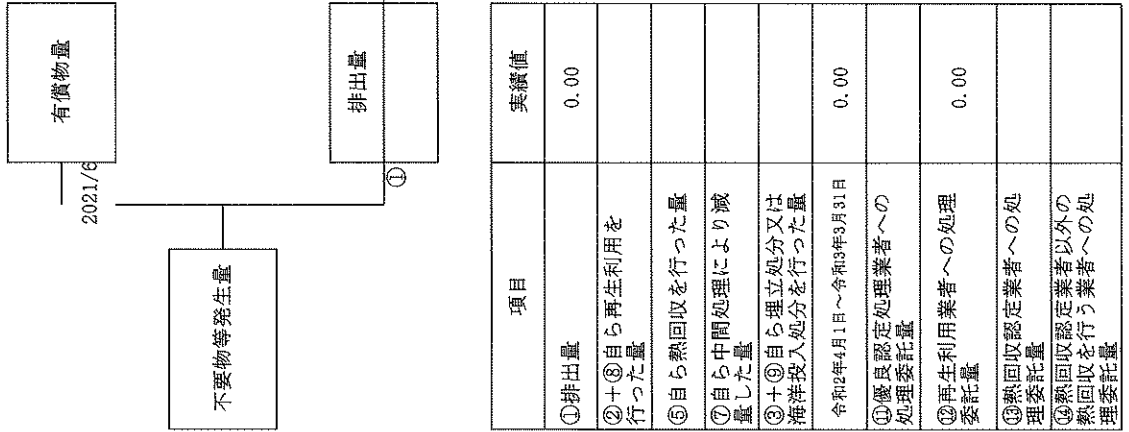 有償物量
2021/6
不要物等発生量
排出量
①
項目
実績値
①排出量
0.00
②+⑧自ら再生利用を
行った量
⑤自ら熱回収を行った量
⑦自ら中間処理により減
量した量
③+⑨自ら埋立処分又は
海洋投入処分を行った量
令和2年4月1日~令和3年3月31日
0.00
⑪優良認定処理業者への
処理委託量
⑫再生利用業者への処理
委託量
0.00
⑬熱回収認定業者への処
理委託量
⑭熱回収認定業者以外の
熱回収を行う業者への処
理委託量